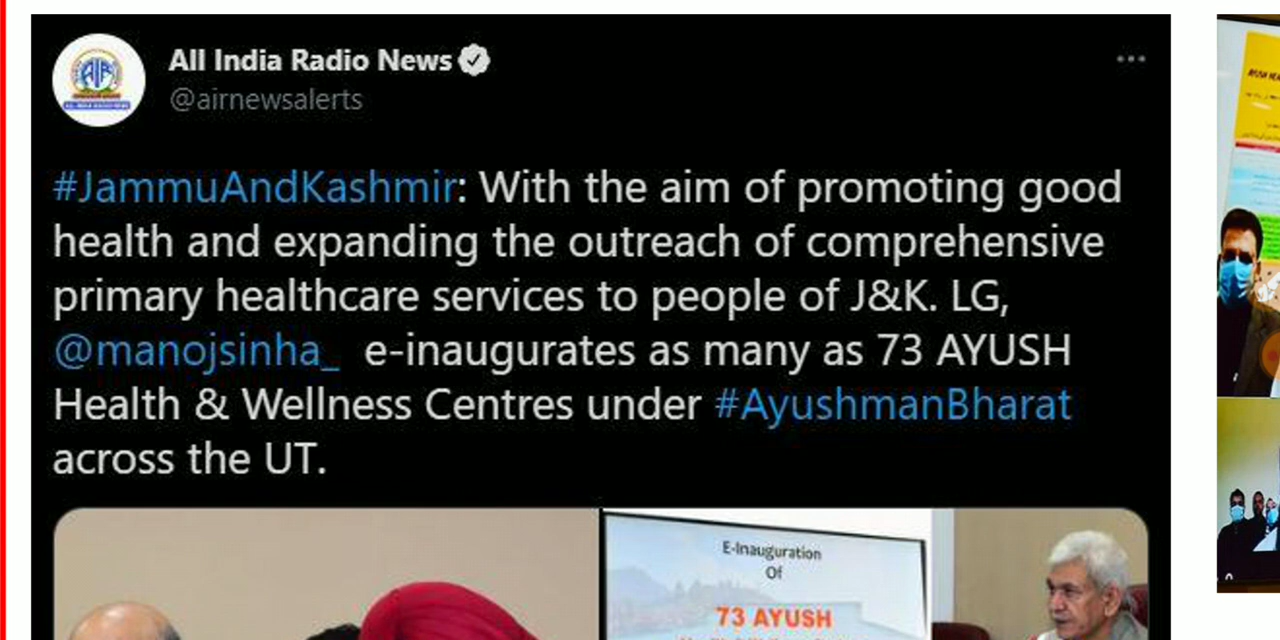 All India Radio News
@airnewsalerts
#JammuAndKashmir: With the aim of promoting good
health and expanding the outreach of comprehensive
primary healthcare services to people of J&K. LG,
@manojsinha_ e-inaugurates as many as 73 AYUSH
Health & Wellness Centres under #AyushmanBharat
across the UT.
E-Inauguration
Of
73 AYUSH